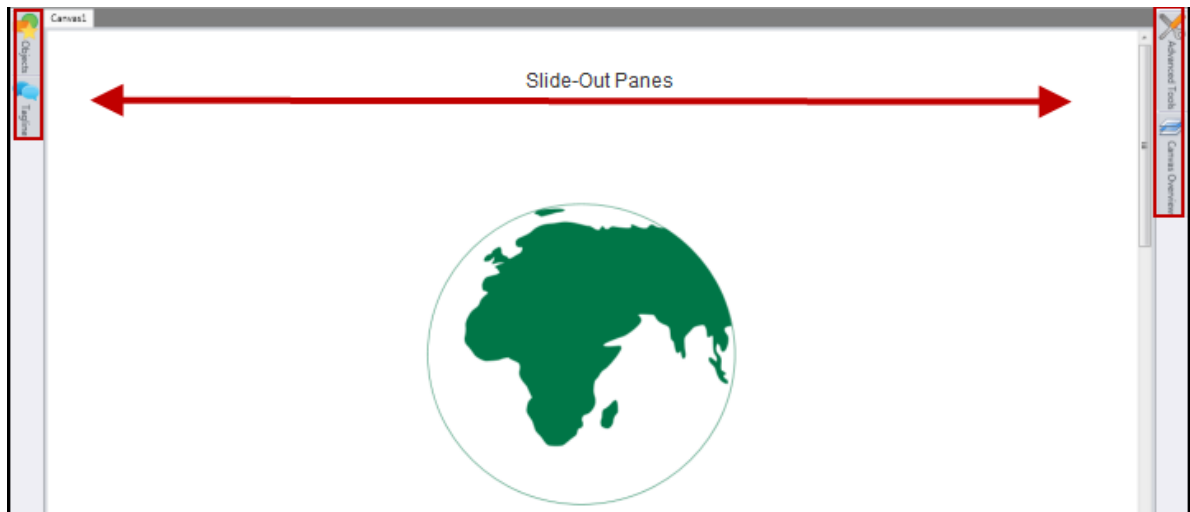 Canvas1
Objects
Tagline
Slide-Out Panes
Advanced Tools
Canvas Overview